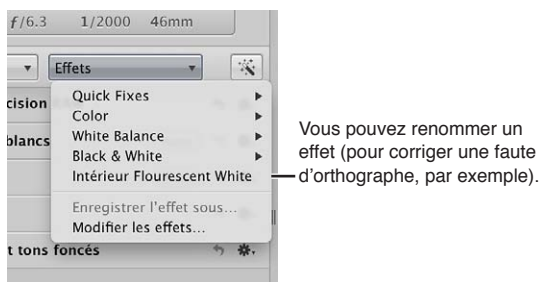 ƒ/6.3 1/2000 46mm
Effets
cision
Quick Fixes
Color
blancs
White Balance
Black & White
Intérieur Flourescent White
Enregistrer l'effet sous...
Modifier les effets...
t tons foncés
Vous pouvez renommer un
effet (pour corriger une faute
d'orthographe, par exemple).